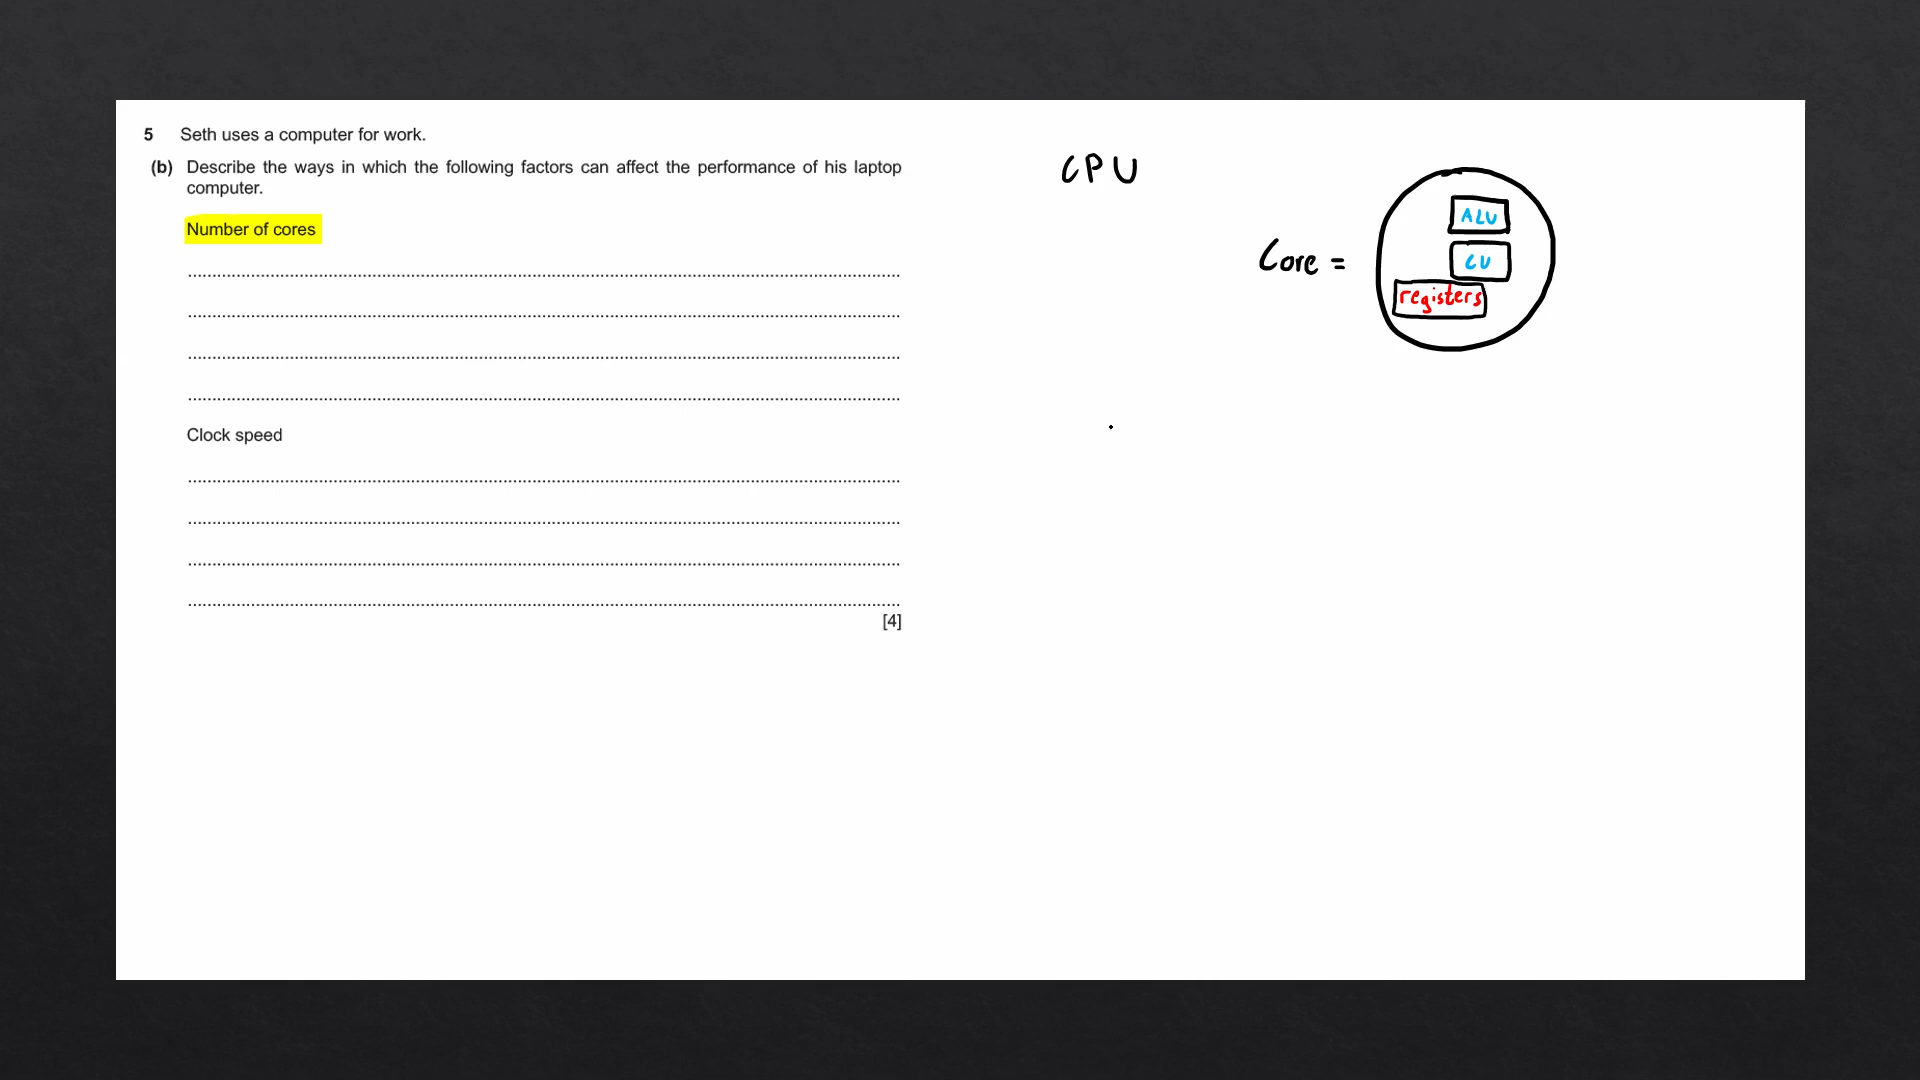 5 Seth uses a computer for work.
(b) Describe the ways in which the following factors can affect the performance of his laptop
computer.
Number of cores
Clock speed
[4]
CPU
Core =
ALU
CU
registers